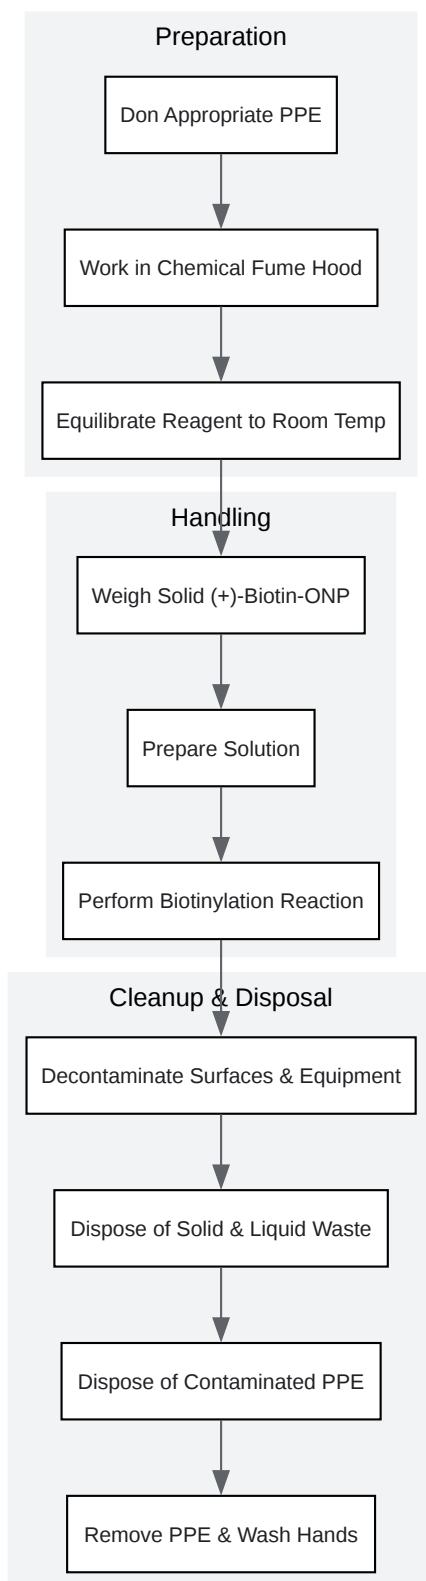 Preparation
Don Appropriate PPE
Work in Chemical Fume Hood
Equilibrate Reagent to Room Temp
Handling
Weigh Solid (+)-Biotin-ONP
Prepare Solution
Perform Biotinylation Reaction
Cleanup & Disposal
Decontaminate Surfaces & Equipment
Dispose of Solid & Liquid Waste
Dispose of Contaminated PPE
Remove PPE & Wash Hands